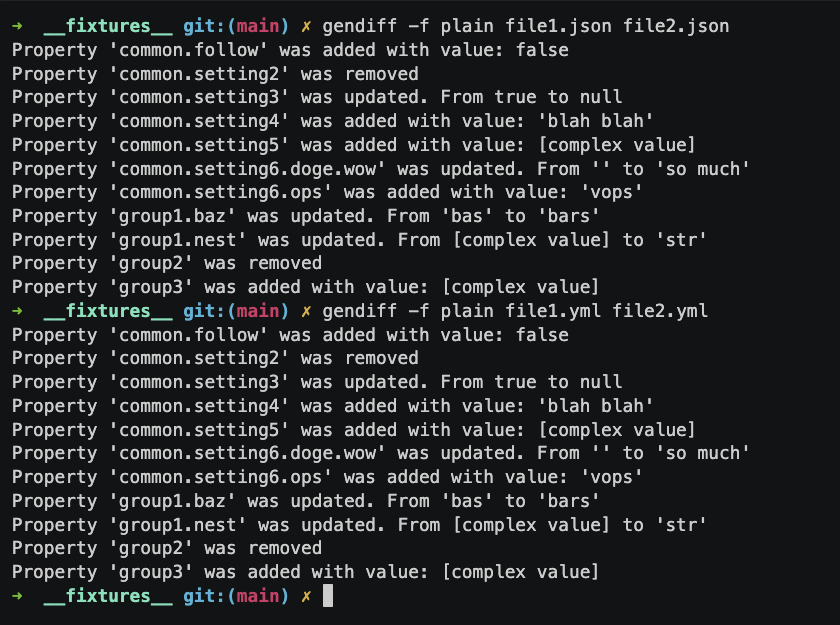 ➜  __fixtures__ git:(main) ✗ gendiff -f plain file1.json file2.json
Property 'common.follow' was added with value: false
Property 'common.setting2' was removed
Property 'common.setting3' was updated. From true to null
Property 'common.setting4' was added with value: 'blah blah'
Property 'common.setting5' was added with value: [complex value]
Property 'common.setting6.doge.wow' was updated. From '' to 'so much'
Property 'common.setting6.ops' was added with value: 'vops'
Property 'group1.baz' was updated. From 'bas' to 'bars'
Property 'group1.nest' was updated. From [complex value] to 'str'
Property 'group2' was removed
Property 'group3' was added with value: [complex value]
➜  __fixtures__ git:(main) ✗ gendiff -f plain file1.yml file2.yml
Property 'common.follow' was added with value: false
Property 'common.setting2' was removed
Property 'common.setting3' was updated. From true to null
Property 'common.setting4' was added with value: 'blah blah'
Property 'common.setting5' was added with value: [complex value]
Property 'common.setting6.doge.wow' was updated. From '' to 'so much'
Property 'common.setting6.ops' was added with value: 'vops'
Property 'group1.baz' was updated. From 'bas' to 'bars'
Property 'group1.nest' was updated. From [complex value] to 'str'
Property 'group2' was removed
Property 'group3' was added with value: [complex value]
➜  __fixtures__ git:(main) ✗